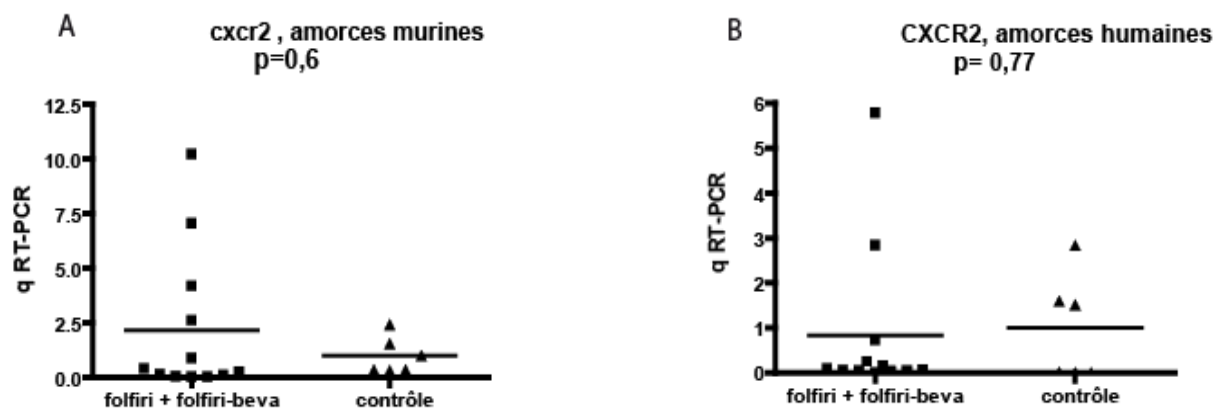 A
cxcr2 , amorces murines
p=0,6
q RT-PCR
12.5
10.0
7.5
5.0
2.5
0.0
folfiri + folfiri-beva
contrôle
B
CXCR2, amorces humaines
p= 0,77
q RT-PCR
6
5
4
3
2
1
0
folfiri + folfiri-beva
contrôle